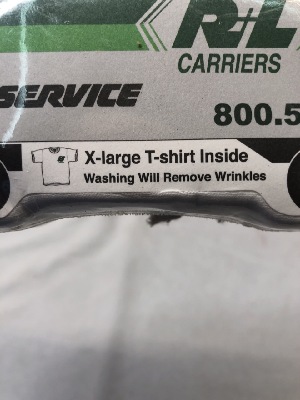 R+L
CARRIERS
SERVICE
800.5
X-large T-shirt Inside
Washing Will Remove Wrinkles